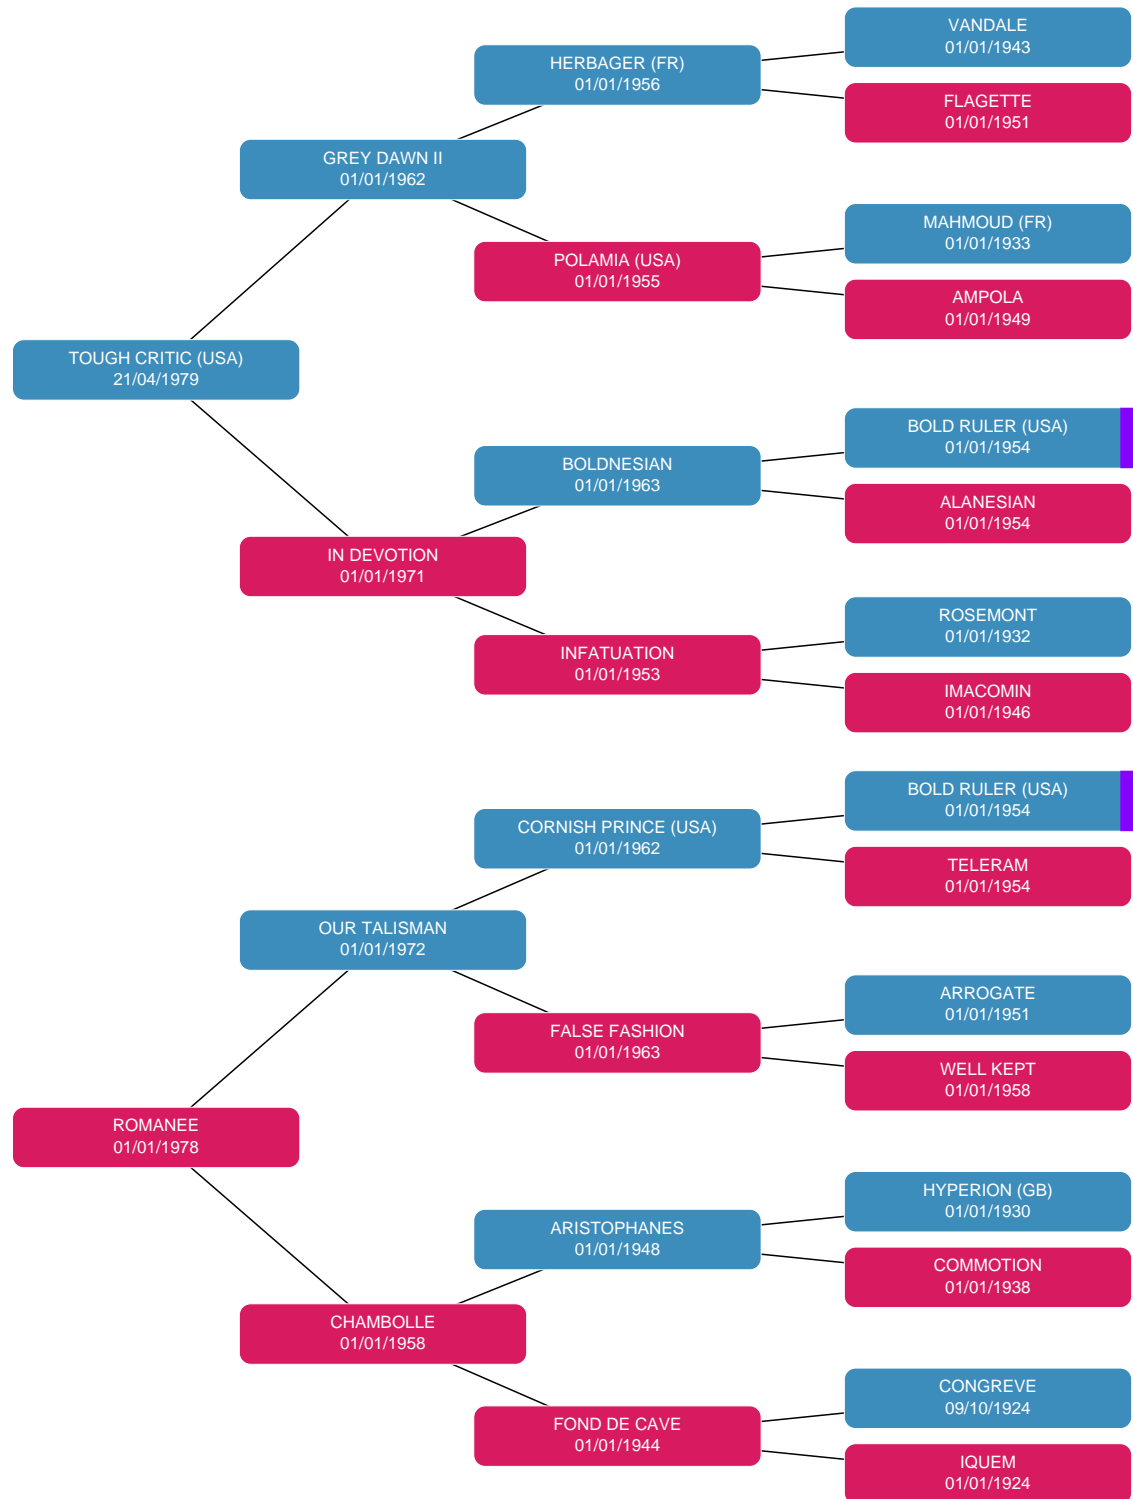 VANDALE
01/01/1943
HERBAGER (FR)
01/01/1956
FLAGETTE
01/01/1951
GREY DAWN II
01/01/1962
MAHMOUD (FR)
01/01/1933
POLAMIA (USA)
01/01/1955
AMPOLA
01/01/1949
TOUGH CRITIC (USA)
21/04/1979
BOLD RULER (USA)
01/01/1954
BOLDNESIAN
01/01/1963
ALANESIAN
01/01/1954
IN DEVOTION
01/01/1971
ROSEMONT
01/01/1932
INFATUATION
01/01/1953
IMACOMIN
01/01/1946
BOLD RULER (USA)
01/01/1954
CORNISH PRINCE (USA)
01/01/1962
TELERAM
01/01/1954
OUR TALISMAN
01/01/1972
ARROGATE
01/01/1951
FALSE FASHION
01/01/1963
WELL KEPT
01/01/1958
ROMANEE
01/01/1978
HYPERION (GB)
01/01/1930
ARISTOPHANES
01/01/1948
COMMOTION
01/01/1938
CHAMBOLLE
01/01/1958
CONGREVE
09/10/1924
FOND DE CAVE
01/01/1944
IQUEM
01/01/1924